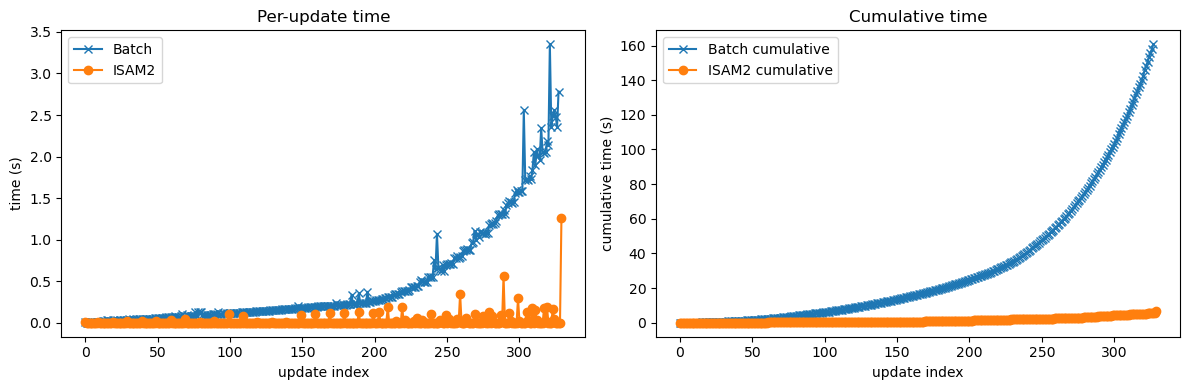 Per-update time
3.5
3.0
2.5
2.0
1.5
1.0
0.5
0.0
time (s)
Batch
ISAM2
0 50 100 150 200 250 300
update index
Cumulative time
160
140
120
100
80
60
40
20
0
cumulative time (s)
Batch cumulative
ISAM2 cumulative
0 50 100 150 200 250 300
update index